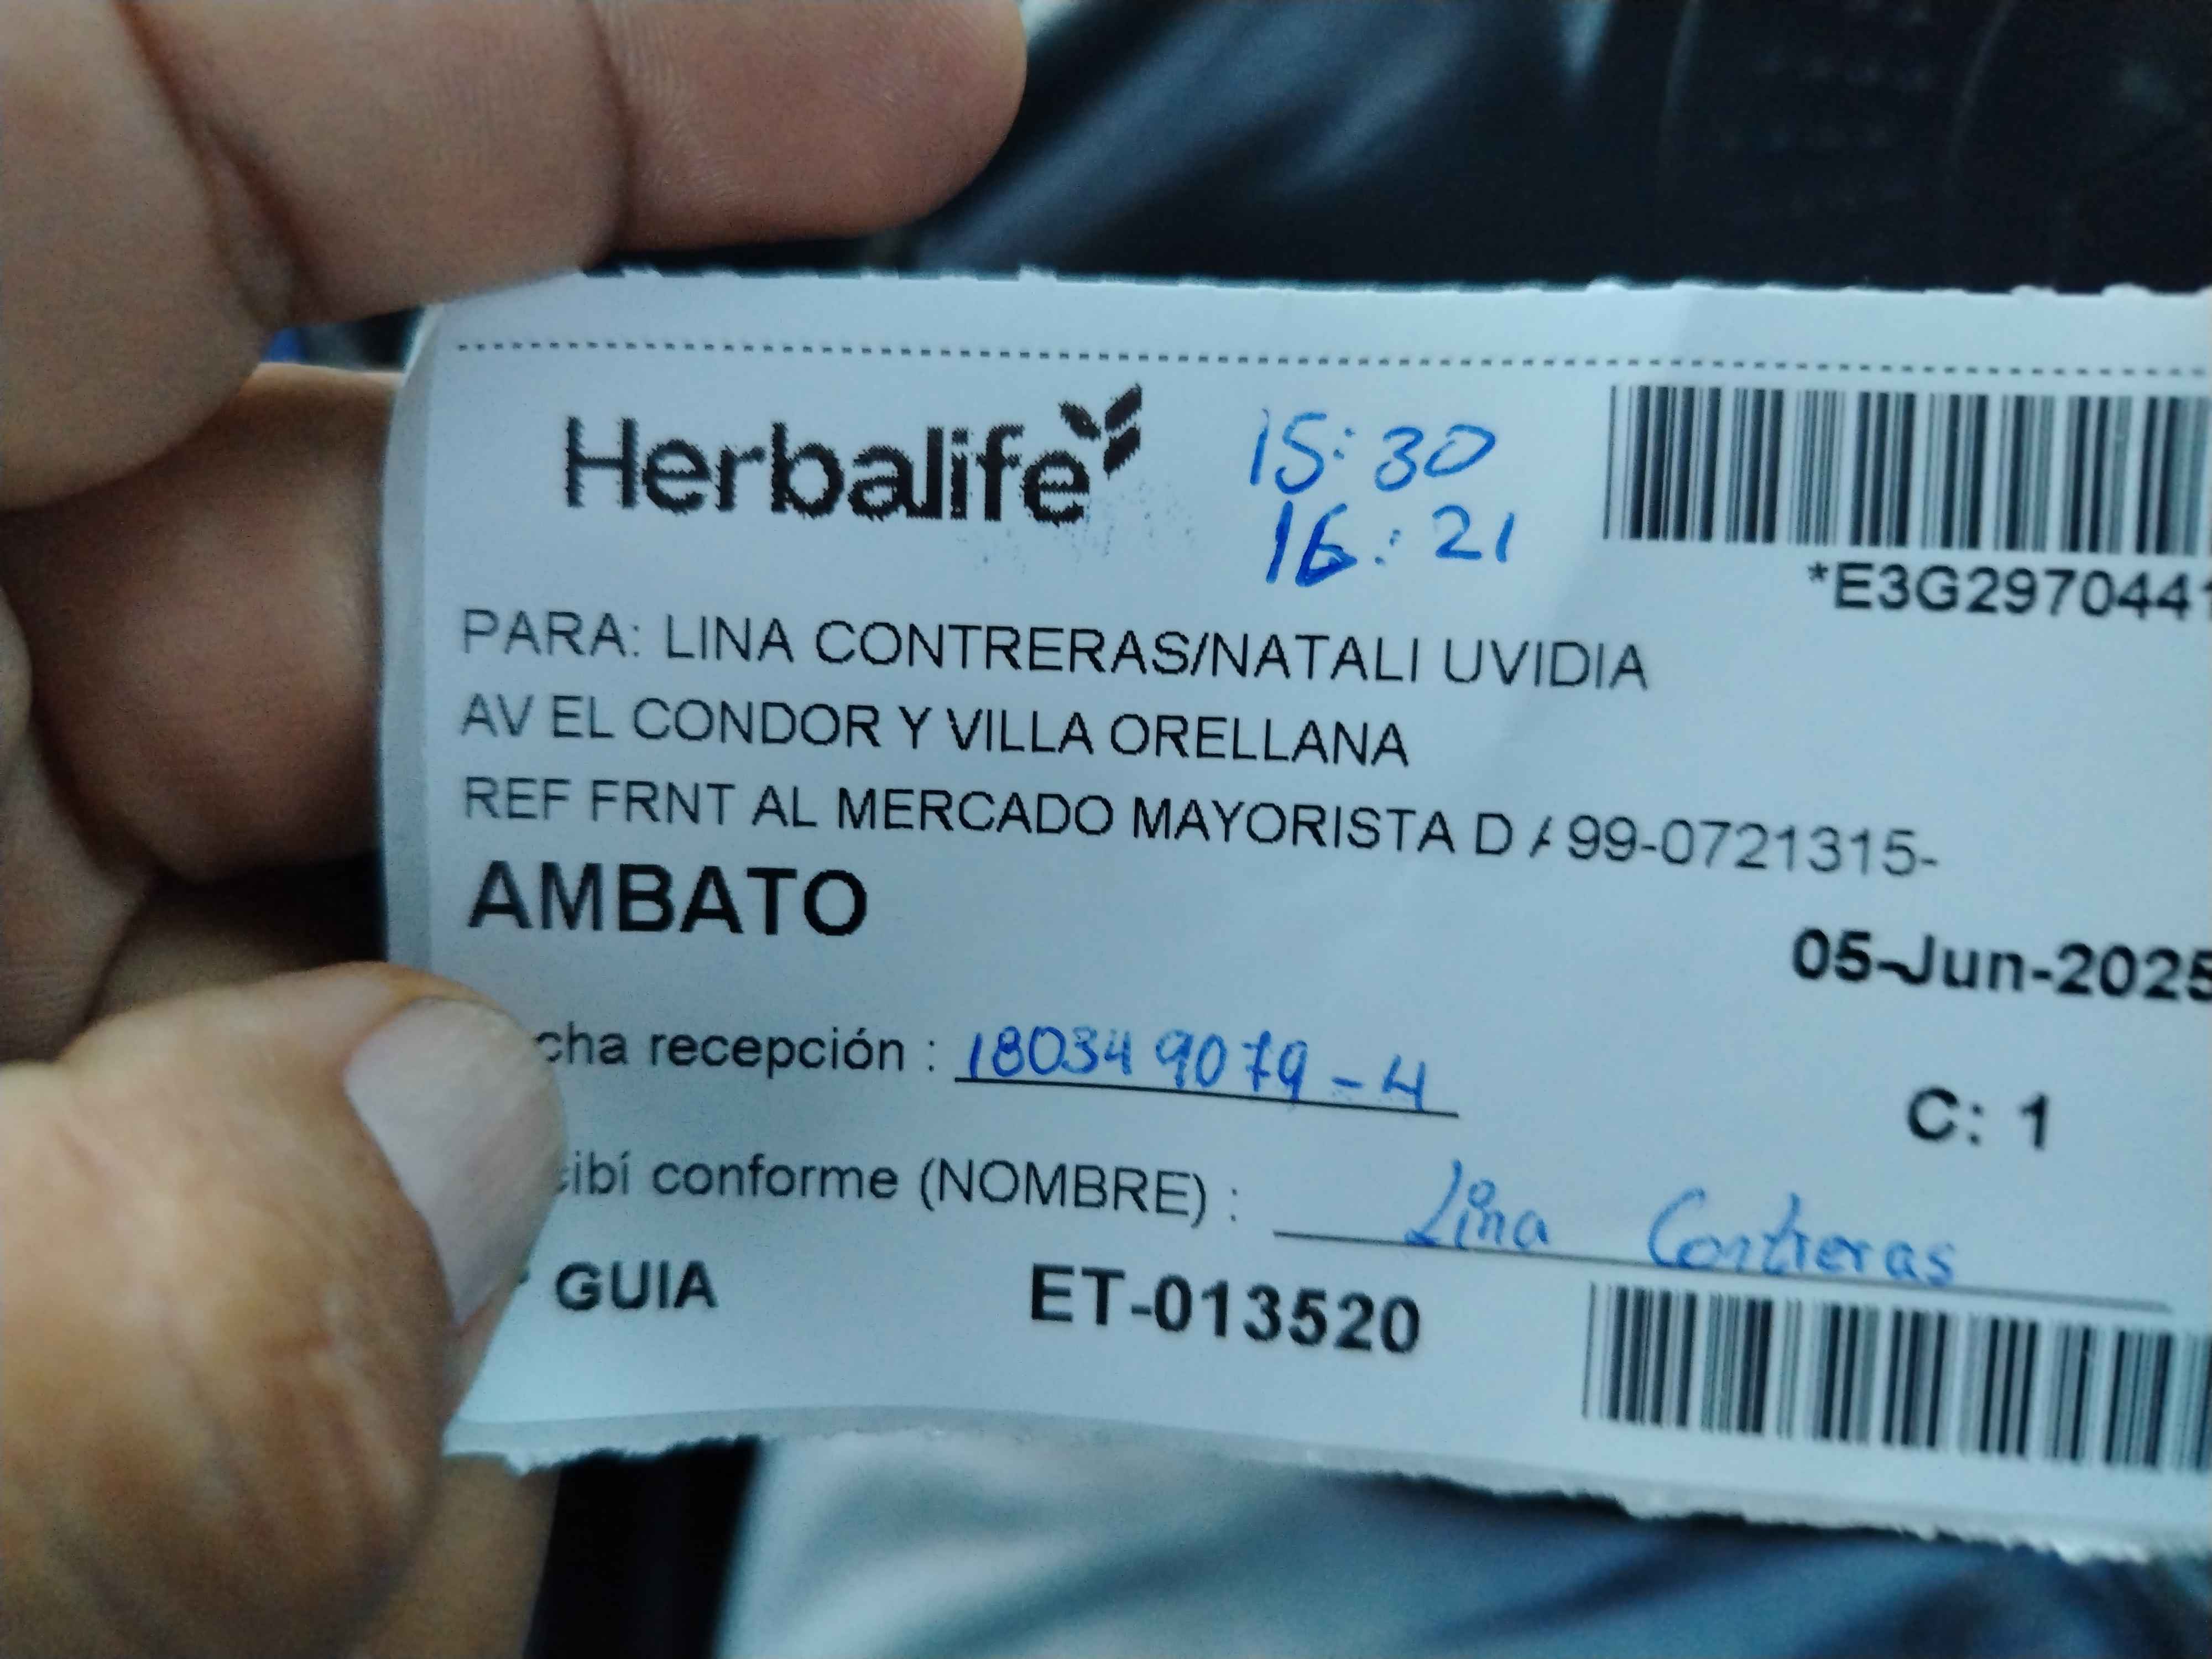 Herbalife
15:30
16:21
*E3G297044
PARA: LINA CONTRERAS/NATALI UVIDIA
AV EL CONDOR Y VILLA ORELLANA
REF FRNT AL MERCADO MAYORISTA D 99-0721315-
AMBATO
05-Jun-2025
cha recepción : 180349079-4
C: 1
cibí conforme (NOMBRE) : Lina Contreras
GUIA ET-013520